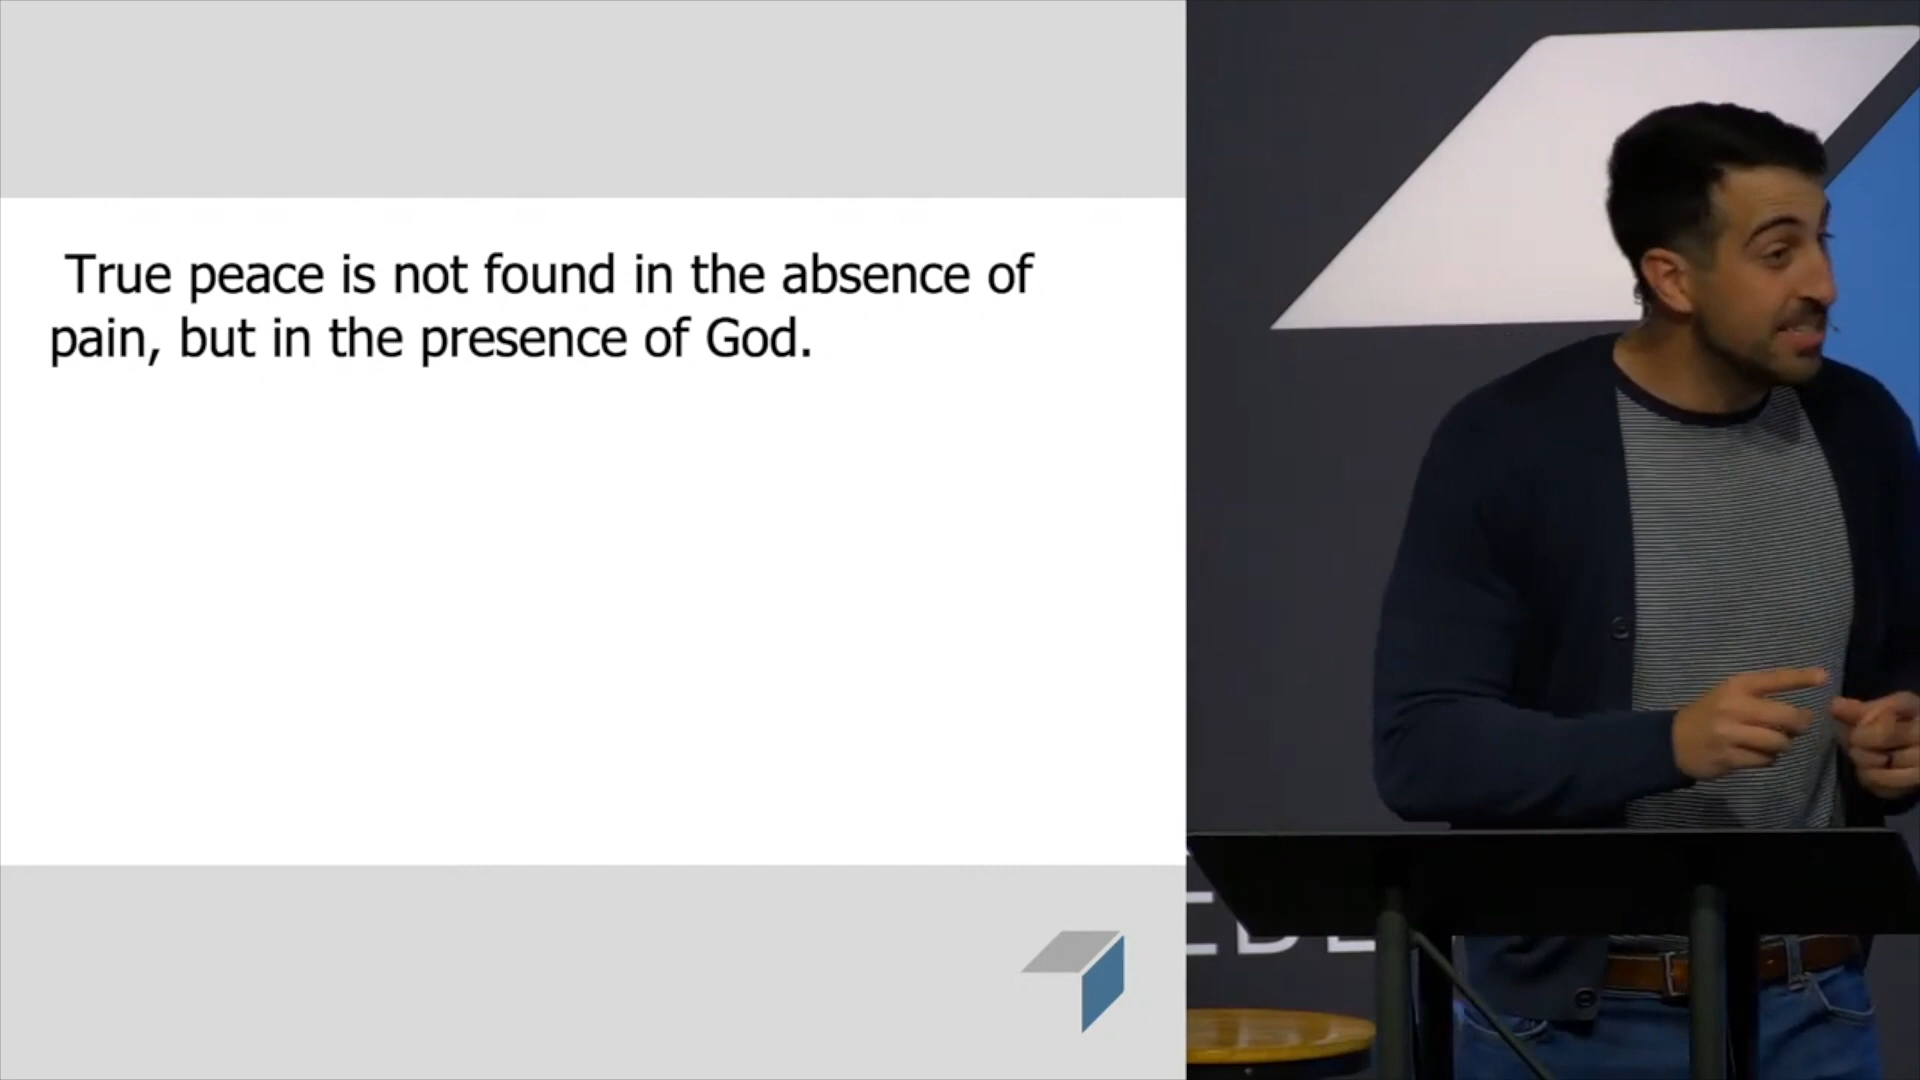 True peace is not found in the absence of
pain, but in the presence of God.